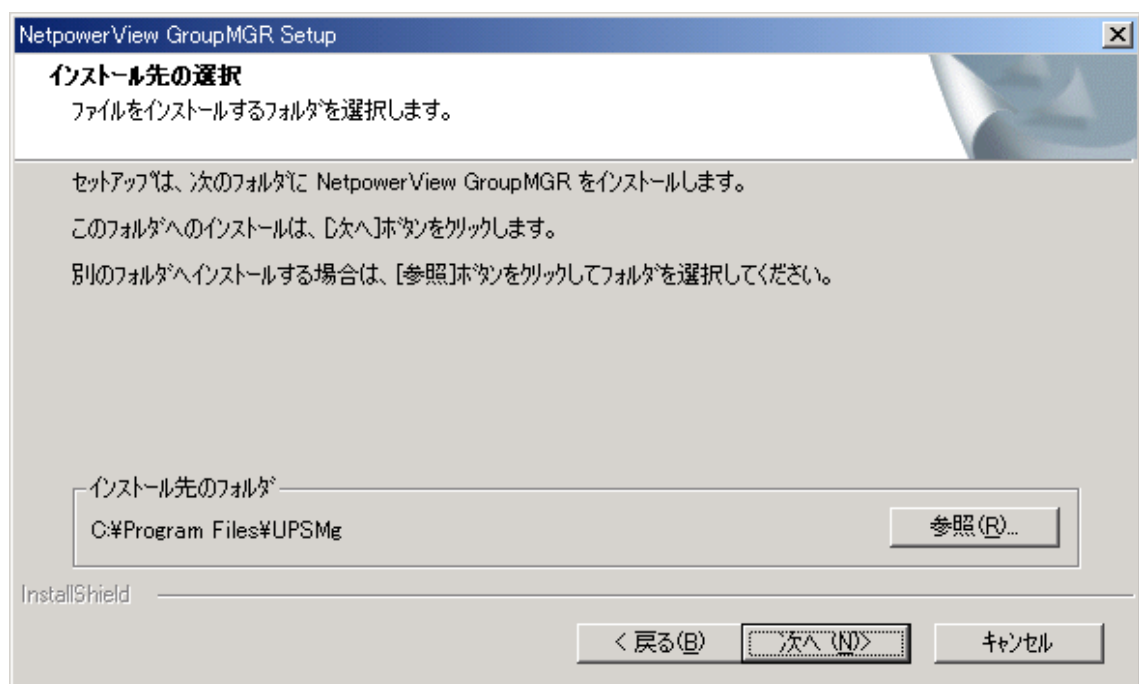 NetpowerView GroupMGR Setup
インストール先の選択
ファイルをインストールするフォルダを選択します。
セットアップは、次のフォルダに NetpowerView GroupMGR をインストールします。
このフォルダへのインストールは、[次へ]ボタンをクリックします。
別のフォルダへインストールする場合は、[参照]ボタンをクリックしてフォルダを選択してください。
インストール先のフォルダ
C:¥Program Files¥UPSMg
参照(R)...
InstallShield
< 戻る(B)
次へ (N)>
キャンセル